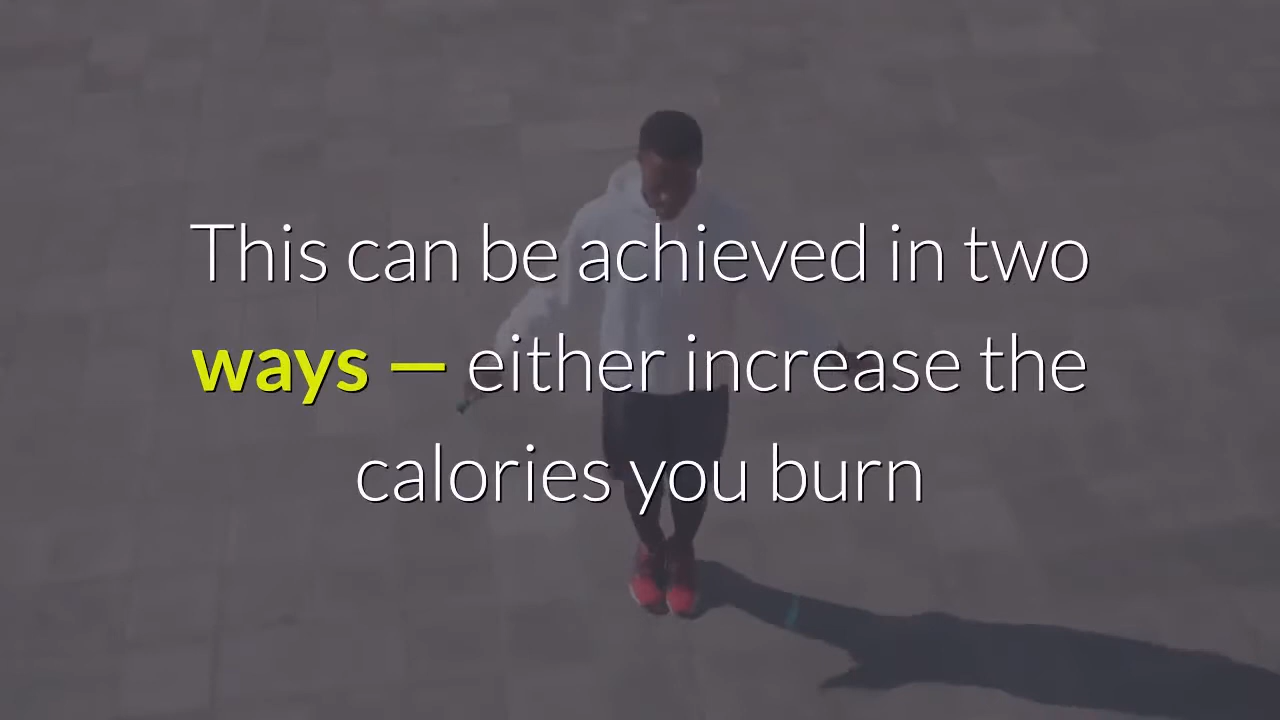 This can be achieved in two
ways — either increase the
calories you burn